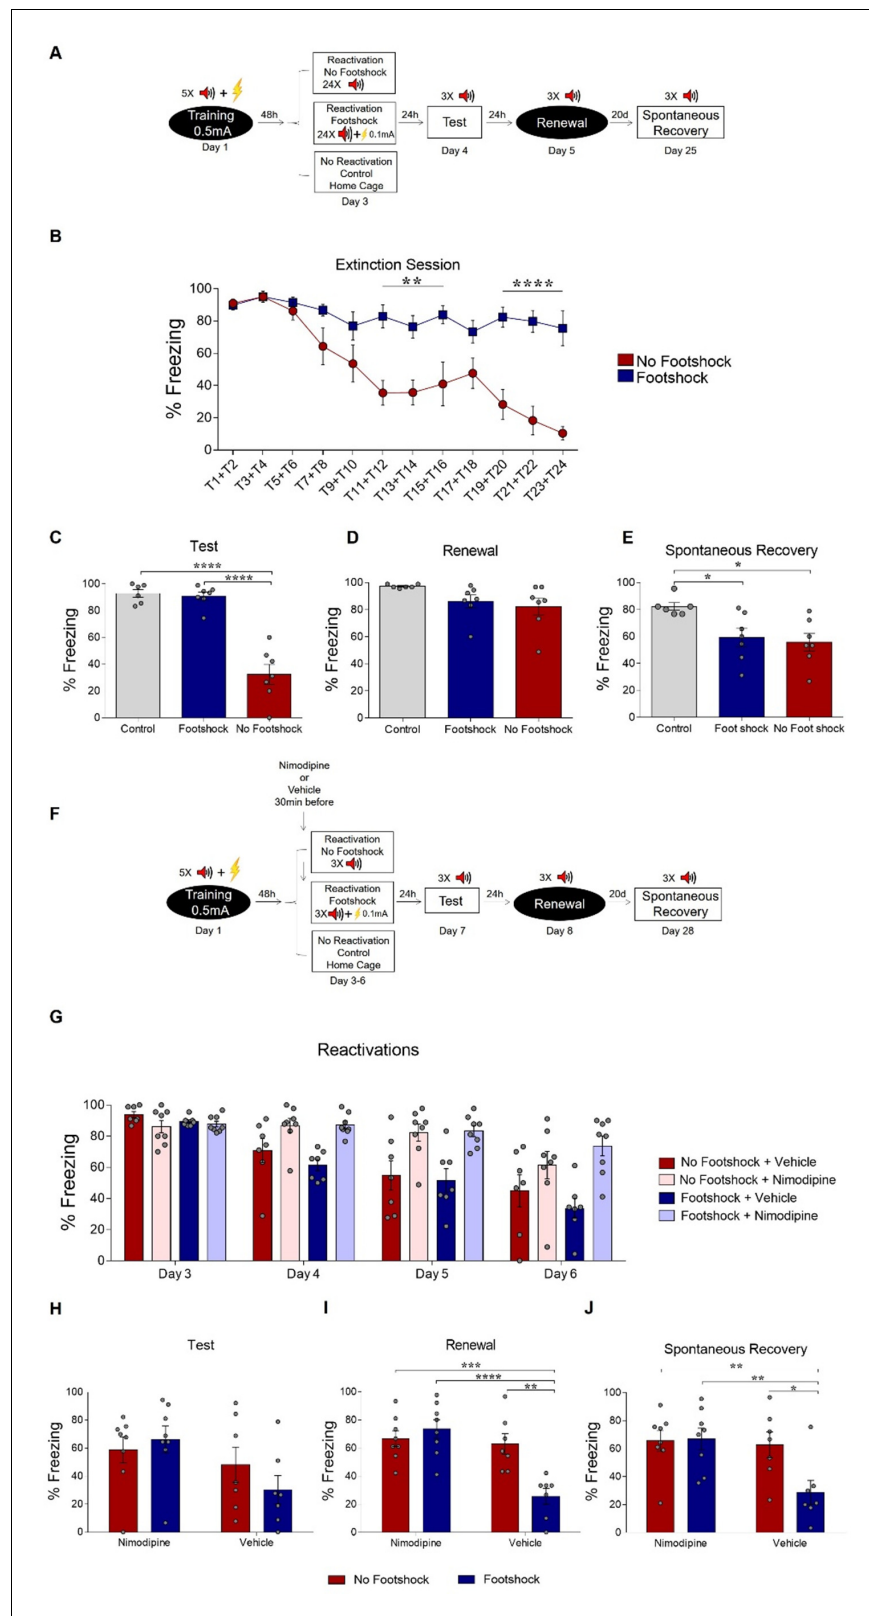 A
5X + 
Training
0.5mA
Day 1
48h
Reactivation
No Footshock
24X
Reactivation
Footshock
24X + 0.1mA
No Reactivation
Control
Home Cage
Day 3
24h
3X
Test
Day 4
24h
3X
Renewal
Day 5
20d
3X
Spontaneous
Recovery
Day 25
B
Extinction Session
** ****
% Freezing
100
80
60
40
20
0
T1+T2 T3+T4 T5+T6 T7+T8 T9+T10 T11+T12 T13+T14 T15+T16 T17+T18 T19+T20 T21+T22 T23+T24
No Footshock
Footshock
C
Test
****
****
% Freezing
100
80
60
40
20
0
Control Footshock No Footshock
D
Renewal
% Freezing
100
80
60
40
20
0
Control Footshock No Footshock
E
Spontaneous Recovery
*
*
% Freezing
100
80
60
40
20
0
Control Foot shock No Foot shock
F
Nimodipine
or
Vehicle
30min before
5X + 
Training
0.5mA
Day 1
48h
Reactivation
No Footshock
3X
Reactivation
Footshock
3X + 0.1mA
No Reactivation
Control
Home Cage
Day 3-6
24h
3X
Test
Day 7
24h
3X
Renewal
Day 8
20d
3X
Spontaneous
Recovery
Day 28
G
Reactivations
% Freezing
100
80
60
40
20
0
Day 3 Day 4 Day 5 Day 6
No Footshock + Vehicle
No Footshock + Nimodipine
Footshock + Vehicle
Footshock + Nimodipine
H
Test
% Freezing
100
80
60
40
20
0
Nimodipine Vehicle
I
Renewal
***
****
**
% Freezing
100
80
60
40
20
0
Nimodipine Vehicle
J
Spontaneous Recovery
**
**
*
% Freezing
100
80
60
40
20
0
Nimodipine Vehicle
No Footshock Footshock